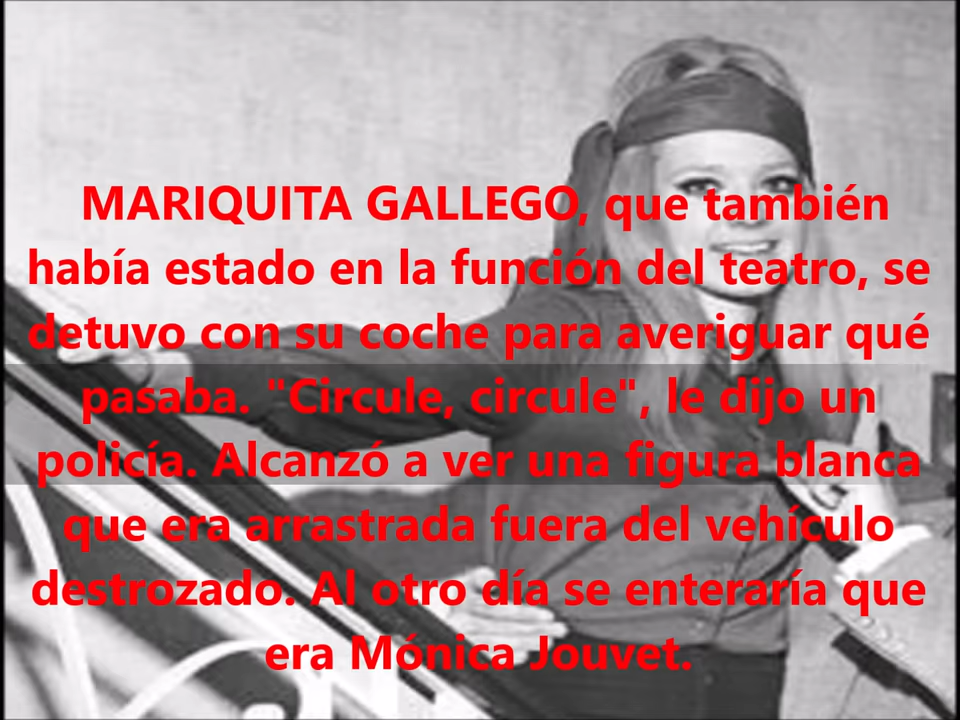 MARIQUITA GALLEGO, que también
había estado en la función del teatro, se
detuvo con su coche para averiguar qué
pasaba. "Circule, circule", le dijo un
policía. Alcanzó a ver una figura blanca
que era arrastrada fuera del vehículo
destrozado. Al otro día se enteraría que
era Mónica Jouvet.